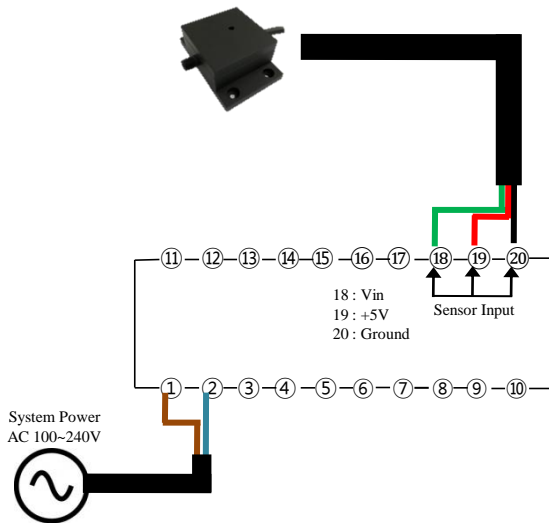 ⑪ ⑫ ⑬ ⑭ ⑮ ⑯ ⑰ ⑱ ⑲ ⑳
18 : Vin
19 : +5V
20 : Ground
Sensor Input
① ② ③ ④ ⑤ ⑥ ⑦ ⑧ ⑨ ⑩
System Power
AC 100~240V